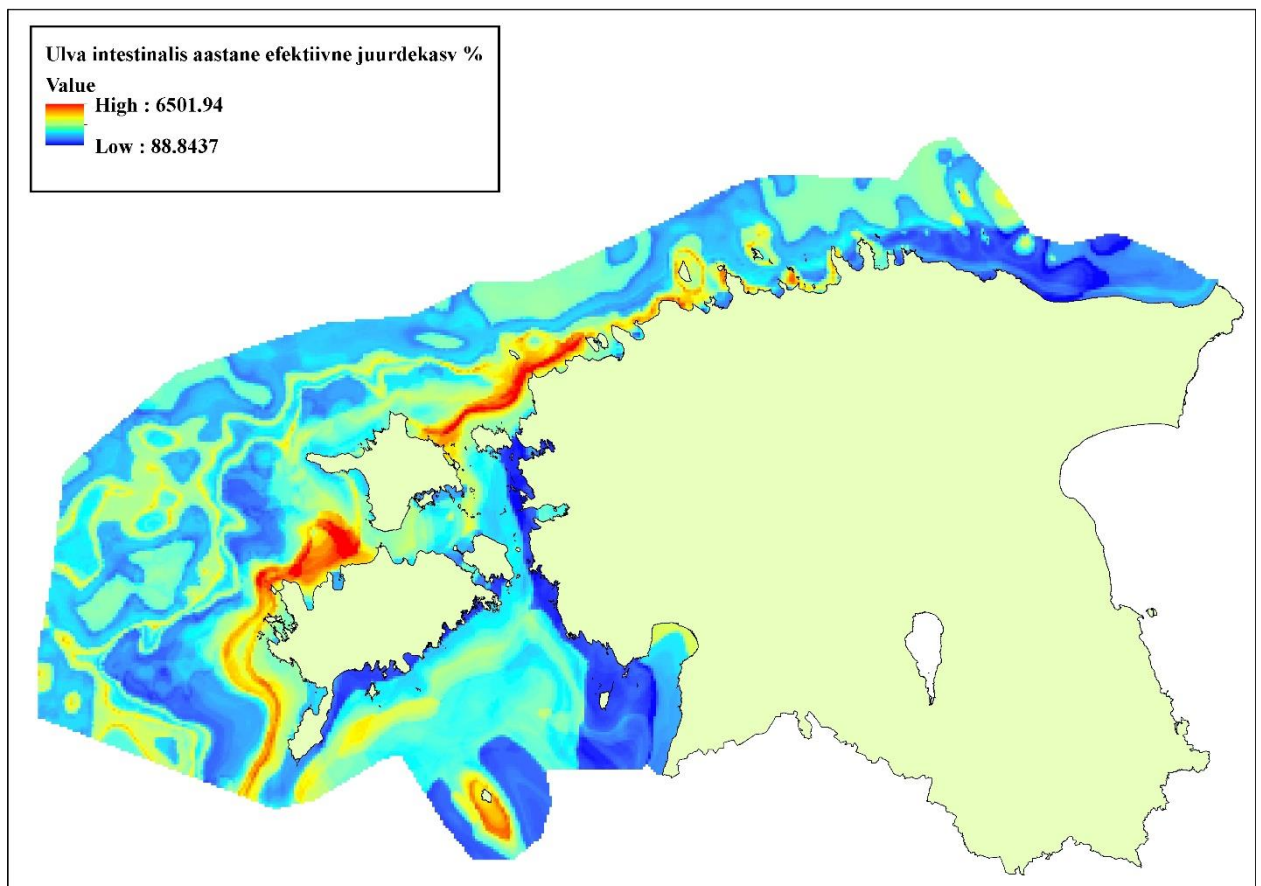 Ulva intestinalis aastane efektiivne juurdekasv %
Value
High : 6501.94
Low : 88.8437